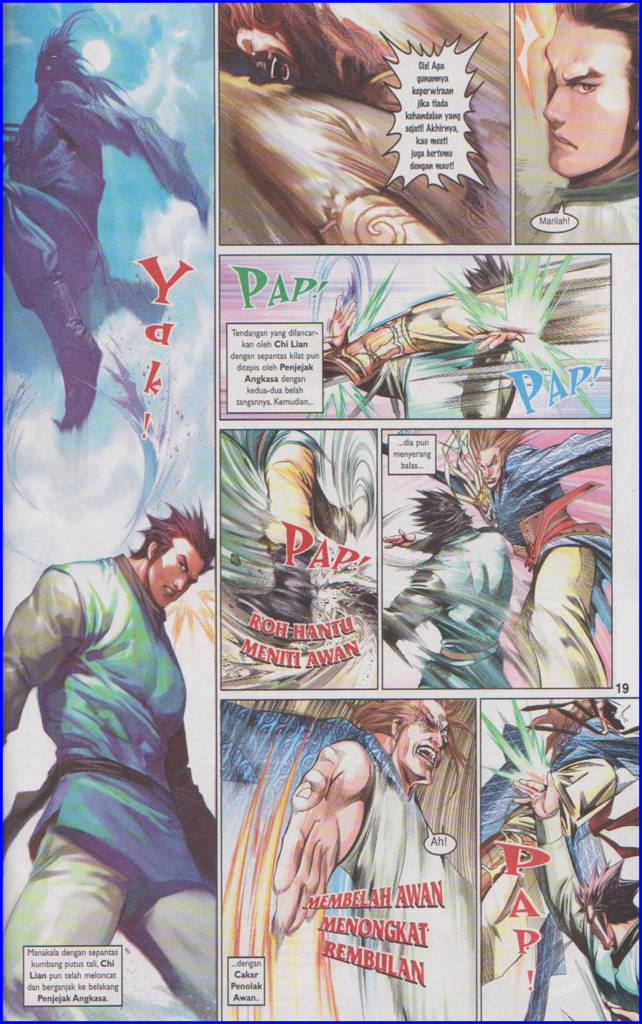 Yak!
Manakala dengan sepantas
kumbang putus tali, Chi
Lian pun telah meloncat
dan berganjak ke belakang
Penjejak Angkasa.
Cis! Apa
gunannya
keperwiraan
jika tiada
kehandalan yang
sejati! Akhirnya,
kau mesti
juga bertemu
dengan maut!
Marilah!
PAP!
Tendangan yang dilancar-
kan oleh Chi Lian
dengan sepantas kilat pun
ditepis oleh Penjejak
Angkasa dengan
kedua-dua belah
tangannya. Kemudian...
PAP!
PAP!
ROH HANTU
MENITI AWAN
...dia pun
menyerang
balas...
19
Ah!
MEMBELAH AWAN
MENONGKAT
REMBULAN
...dengan
Cakar
Penolak
Awan..
PAP!